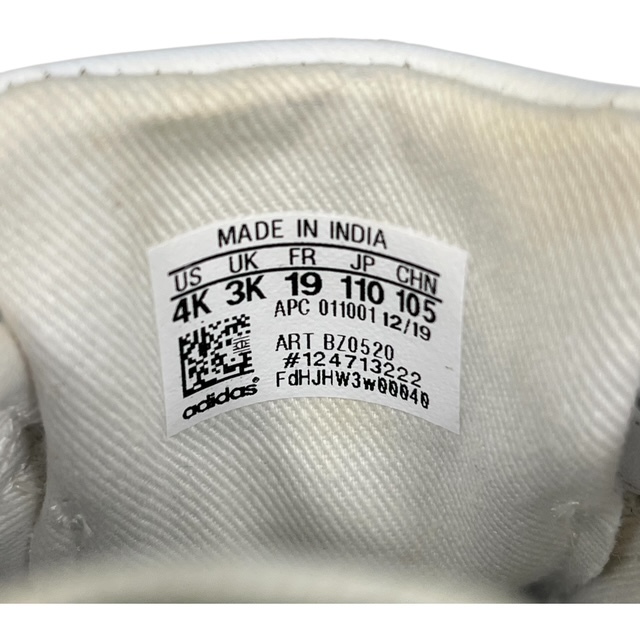 MADE IN INDIA
US UK FR JP CHN
4K 3K 19 110 105
APC 011001 12/19
ART BZ0520
#124713222
FdHJHW3w00040
adidas